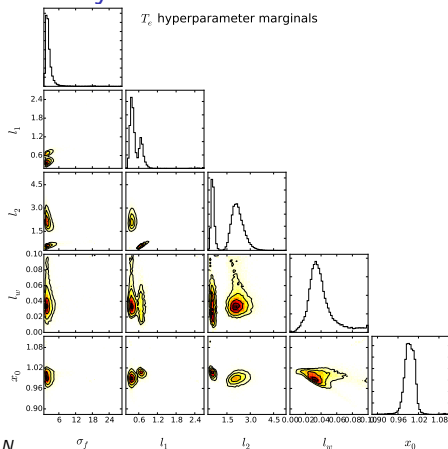 T_e hyperparameter marginals
2.4
1.8
1.2
0.6
l_1
4.5
3.0
1.5
l_2
0.10
0.08
0.06
0.04
0.02
0.00
l_w
1.08
1.02
0.96
0.90
x_0
6 12 18 24
0.6 1.2 1.8 2.4
1.5 3.0 4.5
0.00 0.02 0.04 0.06 0.08 0.10
0.90 0.96 1.02 1.08
N
σ_f l_1 l_2 l_w x_0